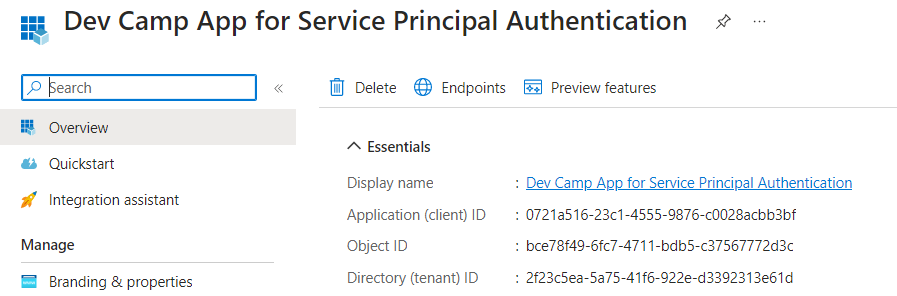 Dev Camp App for Service Principal Authentication
Search
Overview
Quickstart
Integration assistant
Manage
Branding & properties
Delete Endpoints Preview features
Essentials
Display name : Dev Camp App for Service Principal Authentication
Application (client) ID : 0721a516-23c1-4555-9876-c0028acbb3bf
Object ID : bce78f49-6fc7-4711-bdb5-c37567772d3c
Directory (tenant) ID : 2f23c5ea-5a75-41f6-922e-d3392313e61d